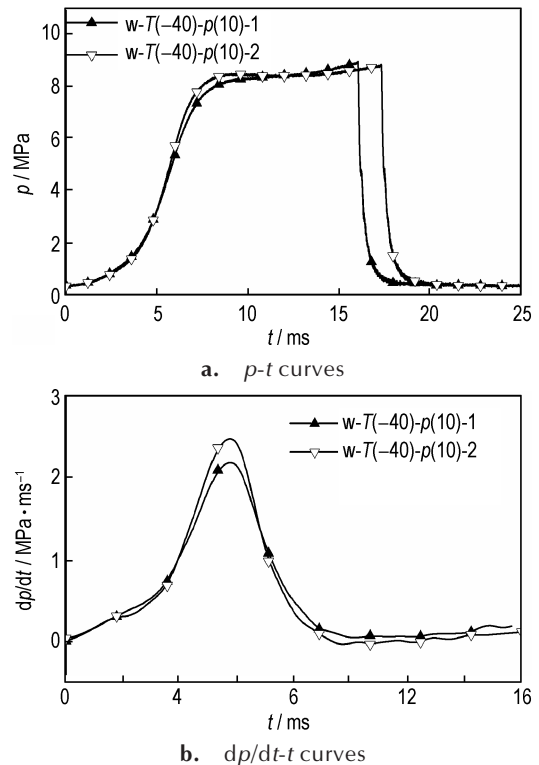 w-T(−40)-p(10)-1
w-T(−40)-p(10)-2
p / MPa
10
8
6
4
2
0
0 5 10 15 20 25
t / ms
a. p-t curves
w-T(−40)-p(10)-1
w-T(−40)-p(10)-2
dp/dt / MPa•ms⁻¹
3
2
1
0
0 4 6 12 16
t / ms
b. dp/dt-t curves